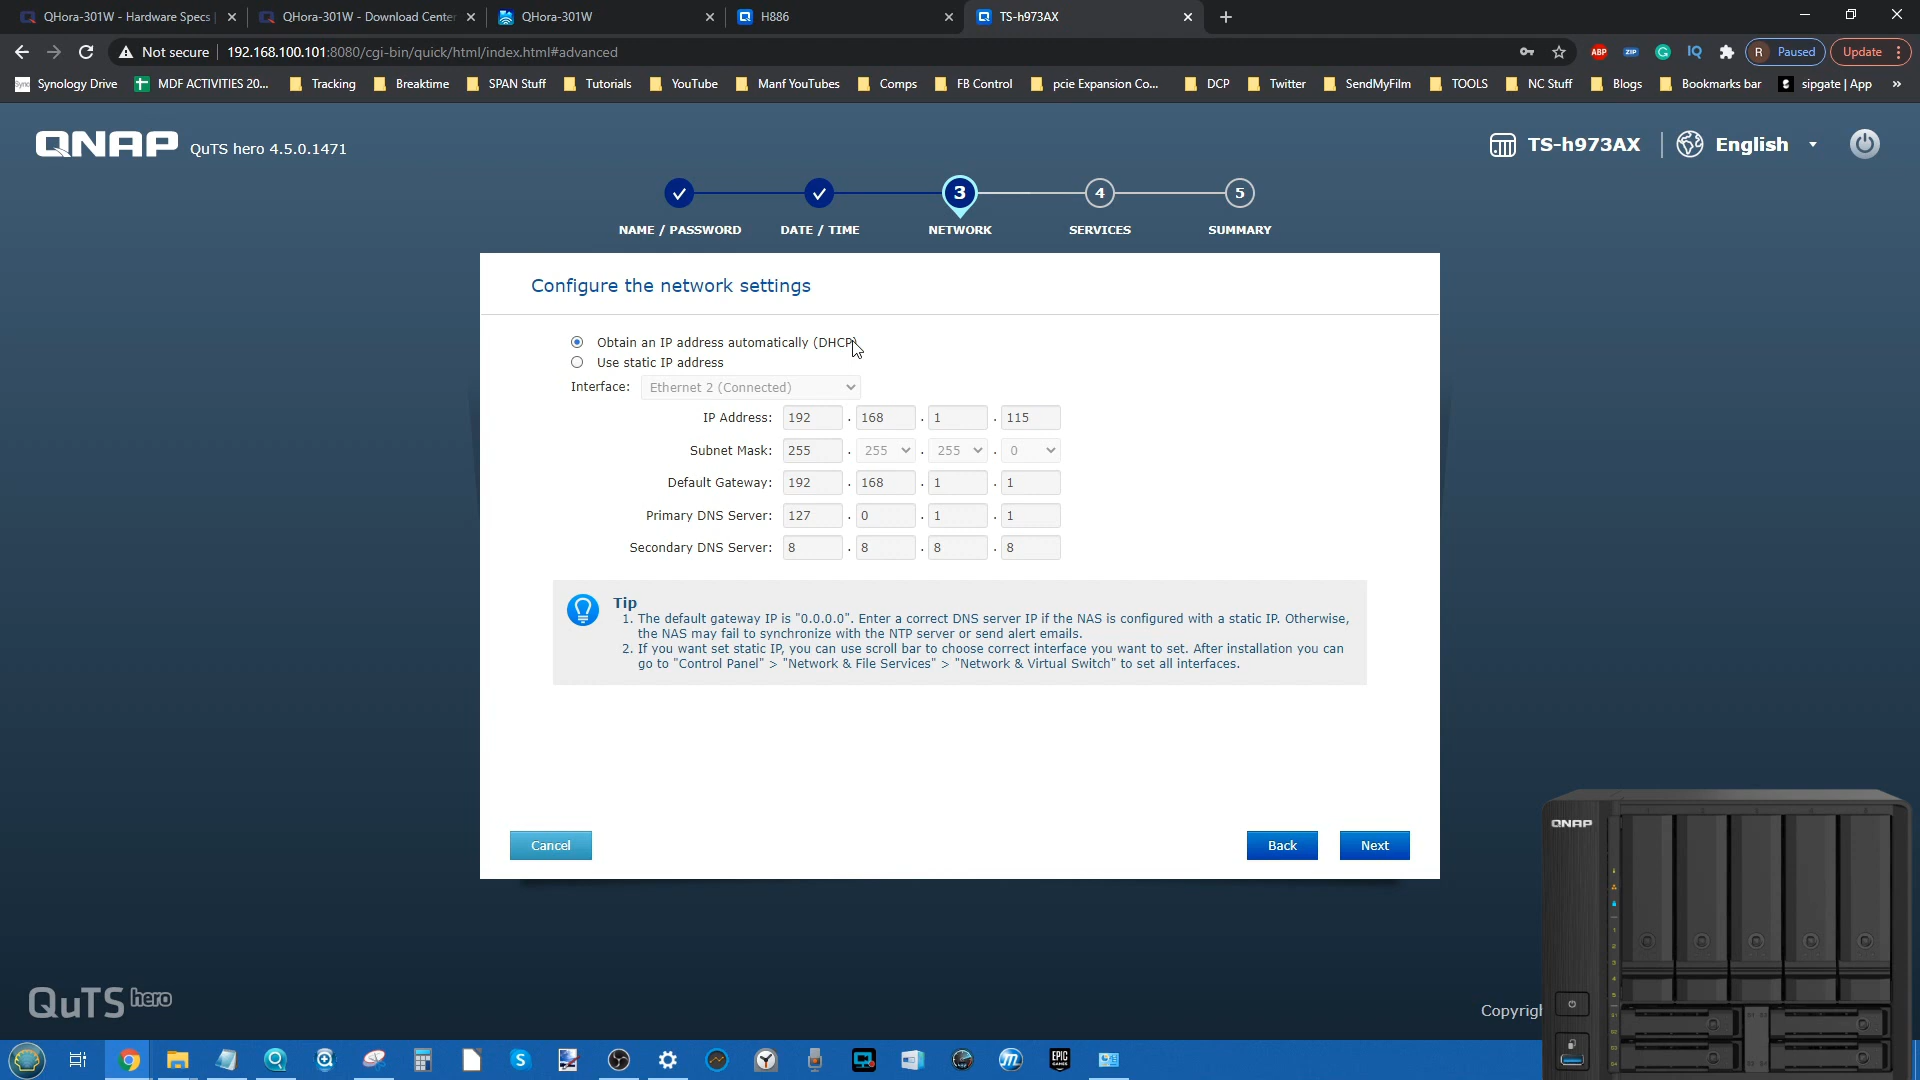 QHora-301W - Hardware Specs
QHora-301W - Download Center
QHora-301W
H886
TS-h973AX
Not secure
192.168.100.101:8080/cgi-bin/quick/html/index.html#advanced
ABP
ZIP
IQ
R
Paused
Update
Synology Drive
MDF ACTIVITIES 20...
Tracking
Breaktime
SPAN Stuff
Tutorials
YouTube
Manf YouTubes
Comps
FB Control
pcie Expansion Co...
DCP
Twitter
SendMyFilm
TOOLS
NC Stuff
Blogs
Bookmarks bar
sipgate | App
»
QNAP
QuTS hero 4.5.0.1471
TS-h973AX
English
3
4
5
NAME / PASSWORD
DATE / TIME
NETWORK
SERVICES
SUMMARY
Configure the network settings
Obtain an IP address automatically (DHCP)
Use static IP address
Interface: Ethernet 2 (Connected)
IP Address: 192 . 168 . 1 . 115
Subnet Mask: 255 . 255 . 255 . 0
Default Gateway: 192 . 168 . 1 . 1
Primary DNS Server: 127 . 0 . 1 . 1
Secondary DNS Server: 8 . 8 . 8 . 8
Tip
1. The default gateway IP is "0.0.0.0". Enter a correct DNS server IP if the NAS is configured with a static IP. Otherwise,
the NAS may fail to synchronize with the NTP server or send alert emails.
2. If you want set static IP, you can use scroll bar to choose correct interface you want to set. After installation you can
go to "Control Panel" > "Network & File Services" > "Network & Virtual Switch" to set all interfaces.
Cancel
Back
Next
QNAP
QuTS hero
Copyrigh
EPIC
GAMES